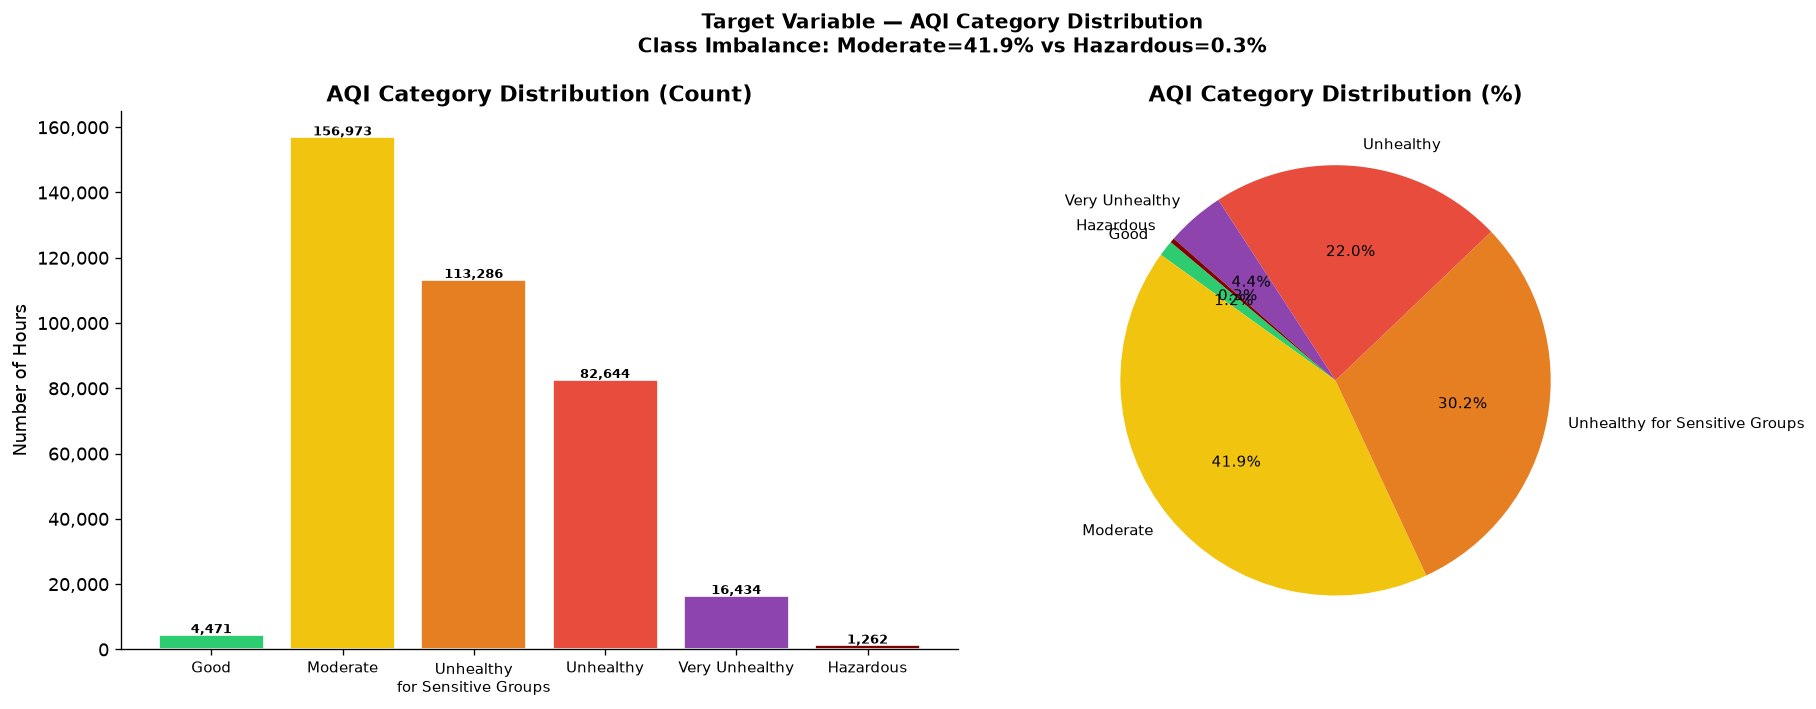 Target Variable — AQI Category Distribution
Class Imbalance: Moderate=41.9% vs Hazardous=0.3%
AQI Category Distribution (Count)
Number of Hours
160,000
140,000
120,000
100,000
80,000
60,000
40,000
20,000
0
4,471
156,973
113,286
82,644
16,434
1,262
Good
Moderate
Unhealthy
for Sensitive Groups
Unhealthy
Very Unhealthy
Hazardous
AQI Category Distribution (%)
Unhealthy
Very Unhealthy
Hazardous
Good
22.0%
4.4%
0.3%
1.2%
30.2%
Unhealthy for Sensitive Groups
41.9%
Moderate